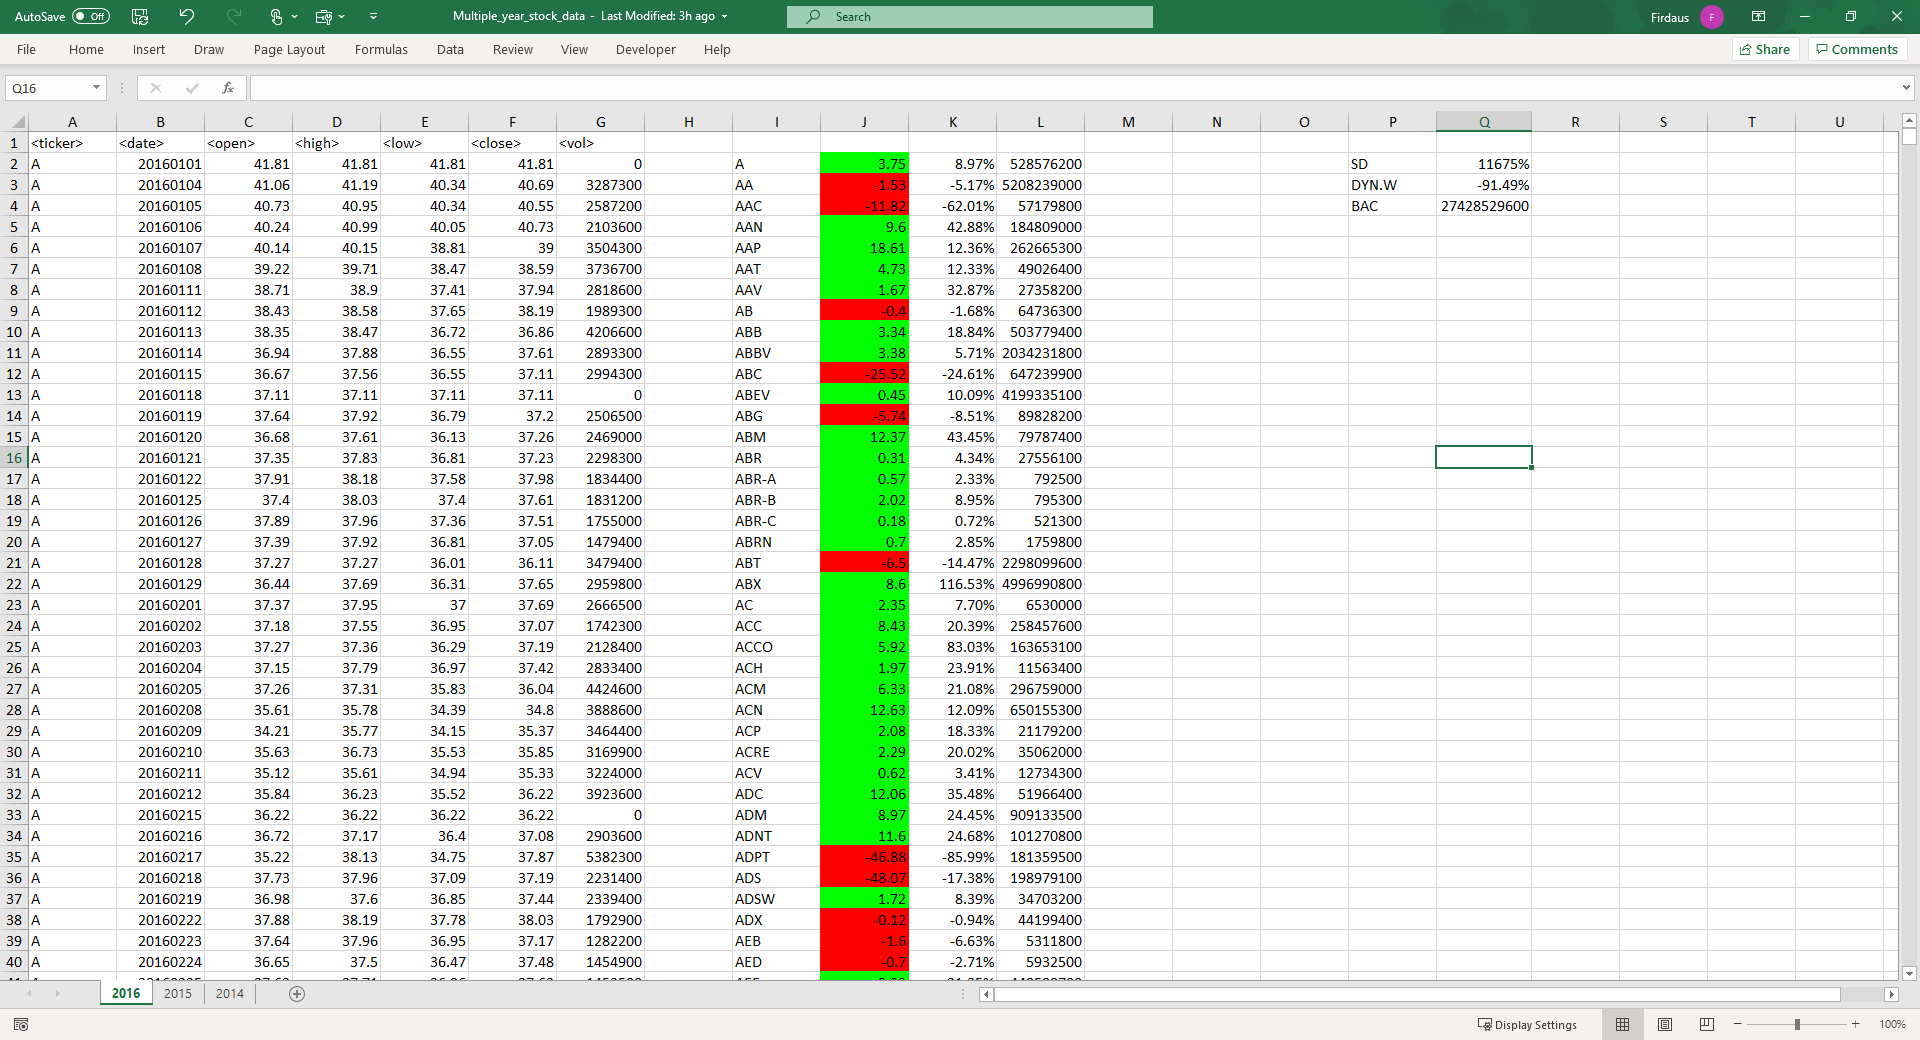 AutoSave Off Multiple_year_stock_data - Last Modified: 3h ago Search Firdaus F
File Home Insert Draw Page Layout Formulas Data Review View Developer Help Share Comments
Q16 fx
A B C D E F G H I J K L M N O P Q R S T U
1 <ticker> <date> <open> <high> <low> <close> <vol>
2 A 20160101 41.81 41.81 41.81 41.81 0 A 3.75 8.97% 528576200 SD 11675%
3 A 20160104 41.06 41.19 40.34 40.69 3287300 AA -1.53 -5.17% 5208239000 DYN.W -91.49%
4 A 20160105 40.73 40.95 40.34 40.55 2587200 AAC -11.82 -62.01% 57179800 BAC 27428529600
5 A 20160106 40.24 40.99 40.05 40.73 2103600 AAN 9.6 42.88% 184809000
6 A 20160107 40.14 40.15 38.81 39 3504300 AAP 18.61 12.36% 262665300
7 A 20160108 39.22 39.71 38.47 38.59 3736700 AAT 4.73 12.33% 49026400
8 A 20160111 38.71 38.9 37.41 37.94 2818600 AAV 1.67 32.87% 27358200
9 A 20160112 38.43 38.58 37.65 38.19 1989300 AB -0.4 -1.68% 64736300
10 A 20160113 38.35 38.47 36.72 36.86 4206600 ABB 3.34 18.84% 503779400
11 A 20160114 36.94 37.88 36.55 37.61 2893300 ABBV 3.38 5.71% 2034231800
12 A 20160115 36.67 37.56 36.55 37.11 2994300 ABC -25.52 -24.61% 647239900
13 A 20160118 37.11 37.11 37.11 37.11 0 ABEV 0.45 10.09% 4199335100
14 A 20160119 37.64 37.92 36.79 37.2 2506500 ABG -5.74 -8.51% 89828200
15 A 20160120 36.68 37.61 36.13 37.26 2469000 ABM 12.37 43.45% 79787400
16 A 20160121 37.35 37.83 36.81 37.23 2298300 ABR 0.31 4.34% 27556100
17 A 20160122 37.91 38.18 37.58 37.98 1834400 ABR-A 0.57 2.33% 792500
18 A 20160125 37.4 38.03 37.4 37.61 1831200 ABR-B 2.02 8.95% 795300
19 A 20160126 37.89 37.96 37.36 37.51 1755000 ABR-C 0.18 0.72% 521300
20 A 20160127 37.39 37.92 36.81 37.05 1479400 ABRN 0.7 2.85% 1759800
21 A 20160128 37.27 37.27 36.01 36.11 3479400 ABT -6.5 -14.47% 2298099600
22 A 20160129 36.44 37.69 36.31 37.65 2959800 ABX 8.6 116.53% 4996990800
23 A 20160201 37.37 37.95 37 37.69 2666500 AC 2.35 7.70% 6530000
24 A 20160202 37.18 37.55 36.95 37.07 1742300 ACC 8.43 20.39% 258457600
25 A 20160203 37.27 37.36 36.29 37.19 2128400 ACCO 5.92 83.03% 163653100
26 A 20160204 37.15 37.79 36.97 37.42 2833400 ACH 1.97 23.91% 11563400
27 A 20160205 37.26 37.31 35.83 36.04 4424600 ACM 6.33 21.08% 296759000
28 A 20160208 35.61 35.78 34.39 34.8 3888600 ACN 12.63 12.09% 650155300
29 A 20160209 34.21 35.77 34.15 35.37 3464400 ACP 2.08 18.33% 21179200
30 A 20160210 35.63 36.73 35.53 35.85 3169900 ACRE 2.29 20.02% 35062000
31 A 20160211 35.12 35.61 34.94 35.33 3224000 ACV 0.62 3.41% 12734300
32 A 20160212 35.84 36.23 35.52 36.22 3923600 ADC 12.06 35.48% 51966400
33 A 20160215 36.22 36.22 36.22 36.22 0 ADM 8.97 24.45% 909133500
34 A 20160216 36.72 37.17 36.4 37.08 2903600 ADNT 11.6 24.68% 101270800
35 A 20160217 35.22 38.13 34.75 37.87 5382300 ADPT -46.88 -85.99% 181359500
36 A 20160218 37.73 37.96 37.09 37.19 2231400 ADS -48.07 -17.38% 198979100
37 A 20160219 36.98 37.6 36.85 37.44 2339400 ADSW 1.72 8.39% 34703200
38 A 20160222 37.88 38.19 37.78 38.03 1792900 ADX -0.12 -0.94% 44199400
39 A 20160223 37.64 37.96 36.95 37.17 1282200 AEB -1.6 -6.63% 5311800
40 A 20160224 36.65 37.5 36.47 37.48 1454900 AED -0.7 -2.71% 5932500
2016 2015 2014
Display Settings 100%